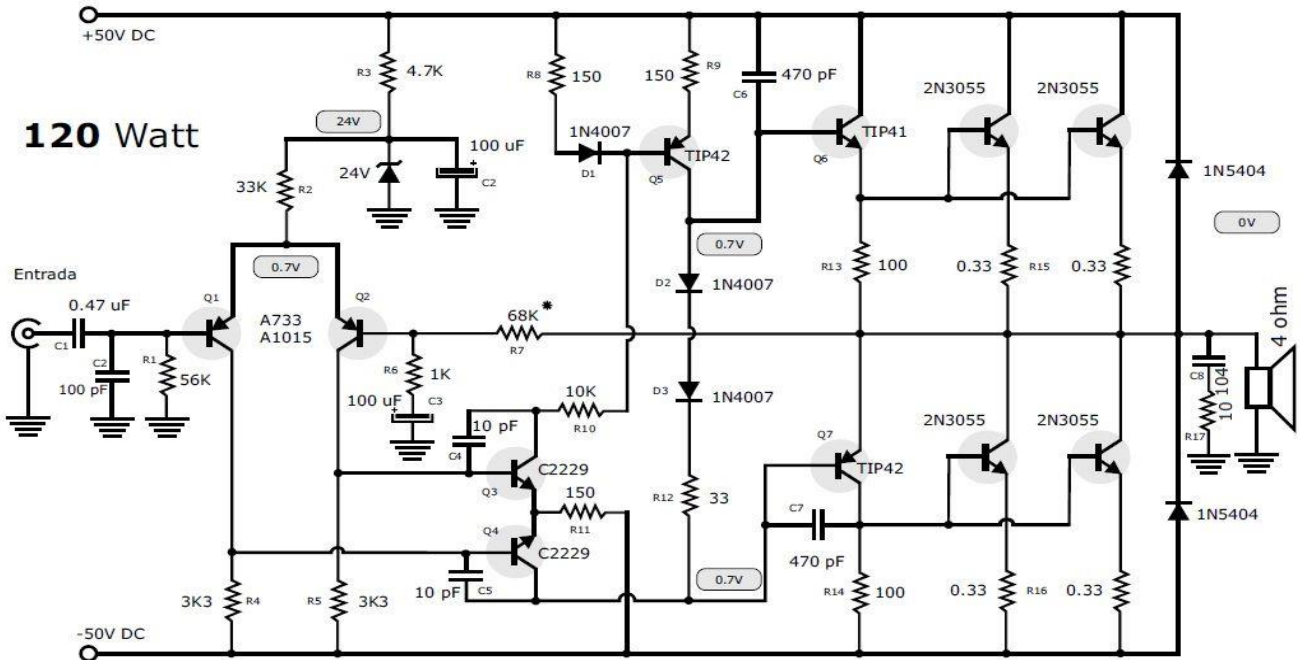 +50V DC
120 Watt
R3
4.7K
24V
33K
R2
24V
100 uF
+
C2
0.7V
R8
150
150
R9
1N4007
D1
TIP42
Q5
470 pF
C6
TIP41
Q6
2N3055
2N3055
1N5404
0V
0.7V
D2
1N4007
R13
100
0.33
R15
0.33
Entrada
0.47 uF
C1
C2
100 pF
R1
56K
Q1
Q2
A733
A1015
68K *
R7
R6
1K
100 uF
+
C3
10K
R10
10 pF
C4
D3
1N4007
C2229
Q3
150
R11
Q4
C2229
10 pF
C5
R12
33
0.7V
Q7
TIP42
C7
470 pF
2N3055
2N3055
R14
100
0.33
R16
0.33
C8
104
R17
10
4 ohm
1N5404
3K3
R4
R5
3K3
-50V DC